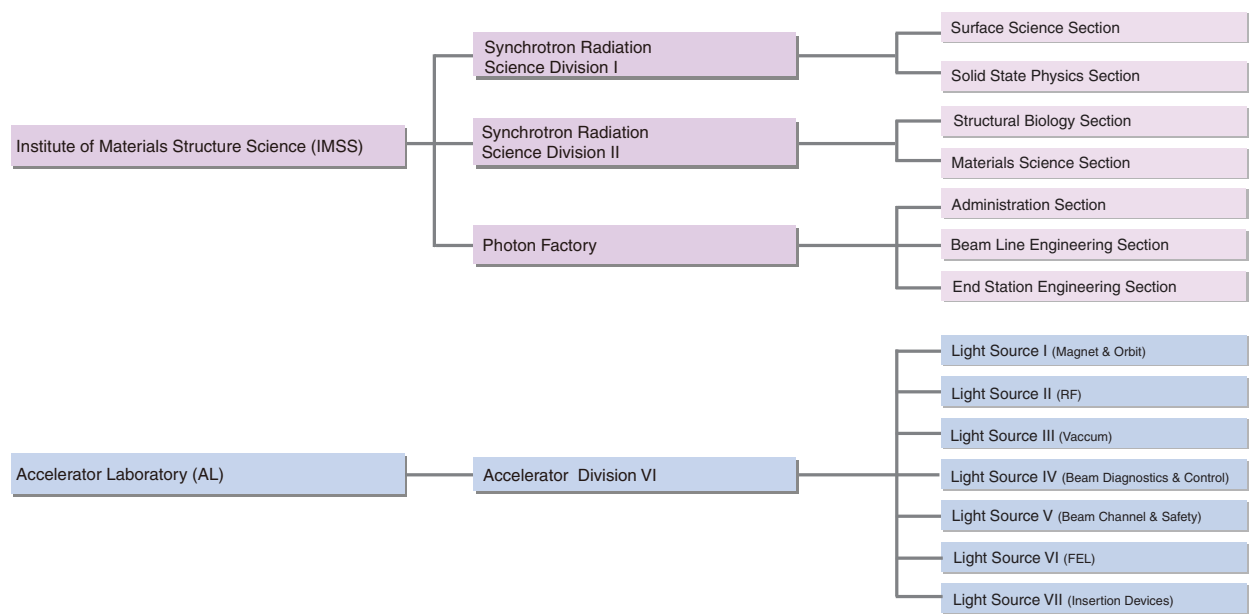 Surface Science Section
Synchrotron Radiation
Science Division I
Solid State Physics Section
Structural Biology Section
Institute of Materials Structure Science (IMSS)
Synchrotron Radiation
Science Division II
Materials Science Section
Administration Section
Photon Factory
Beam Line Engineering Section
End Station Engineering Section
Light Source I (Magnet & Orbit)
Light Source II (RF)
Light Source III (Vaccum)
Accelerator Laboratory (AL)
Accelerator Division VI
Light Source IV (Beam Diagnostics & Control)
Light Source V (Beam Channel & Safety)
Light Source VI (FEL)
Light Source VII (Insertion Devices)